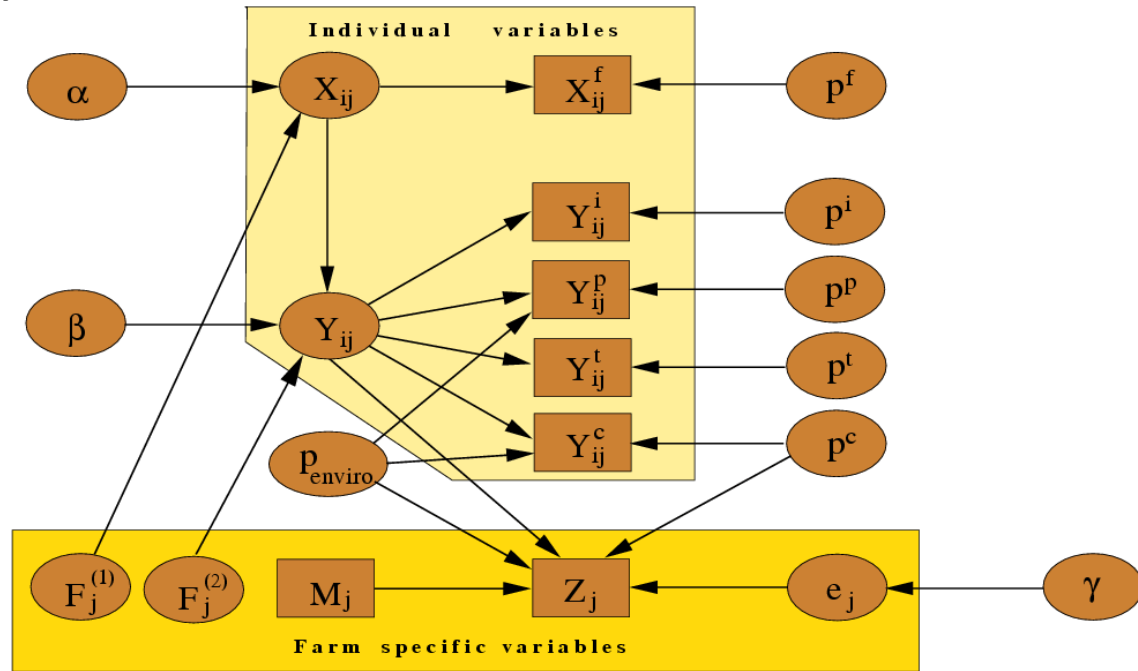 Individual variables
α X_ij X^f_ij p^f
Y^i_ij p^i
Y^p_ij p^p
β Y_ij
Y^t_ij p^t
Y^c_ij p^c
p_enviro
F^(1)_j F^(2)_j M_j Z_j e_j γ
Farm specific variables